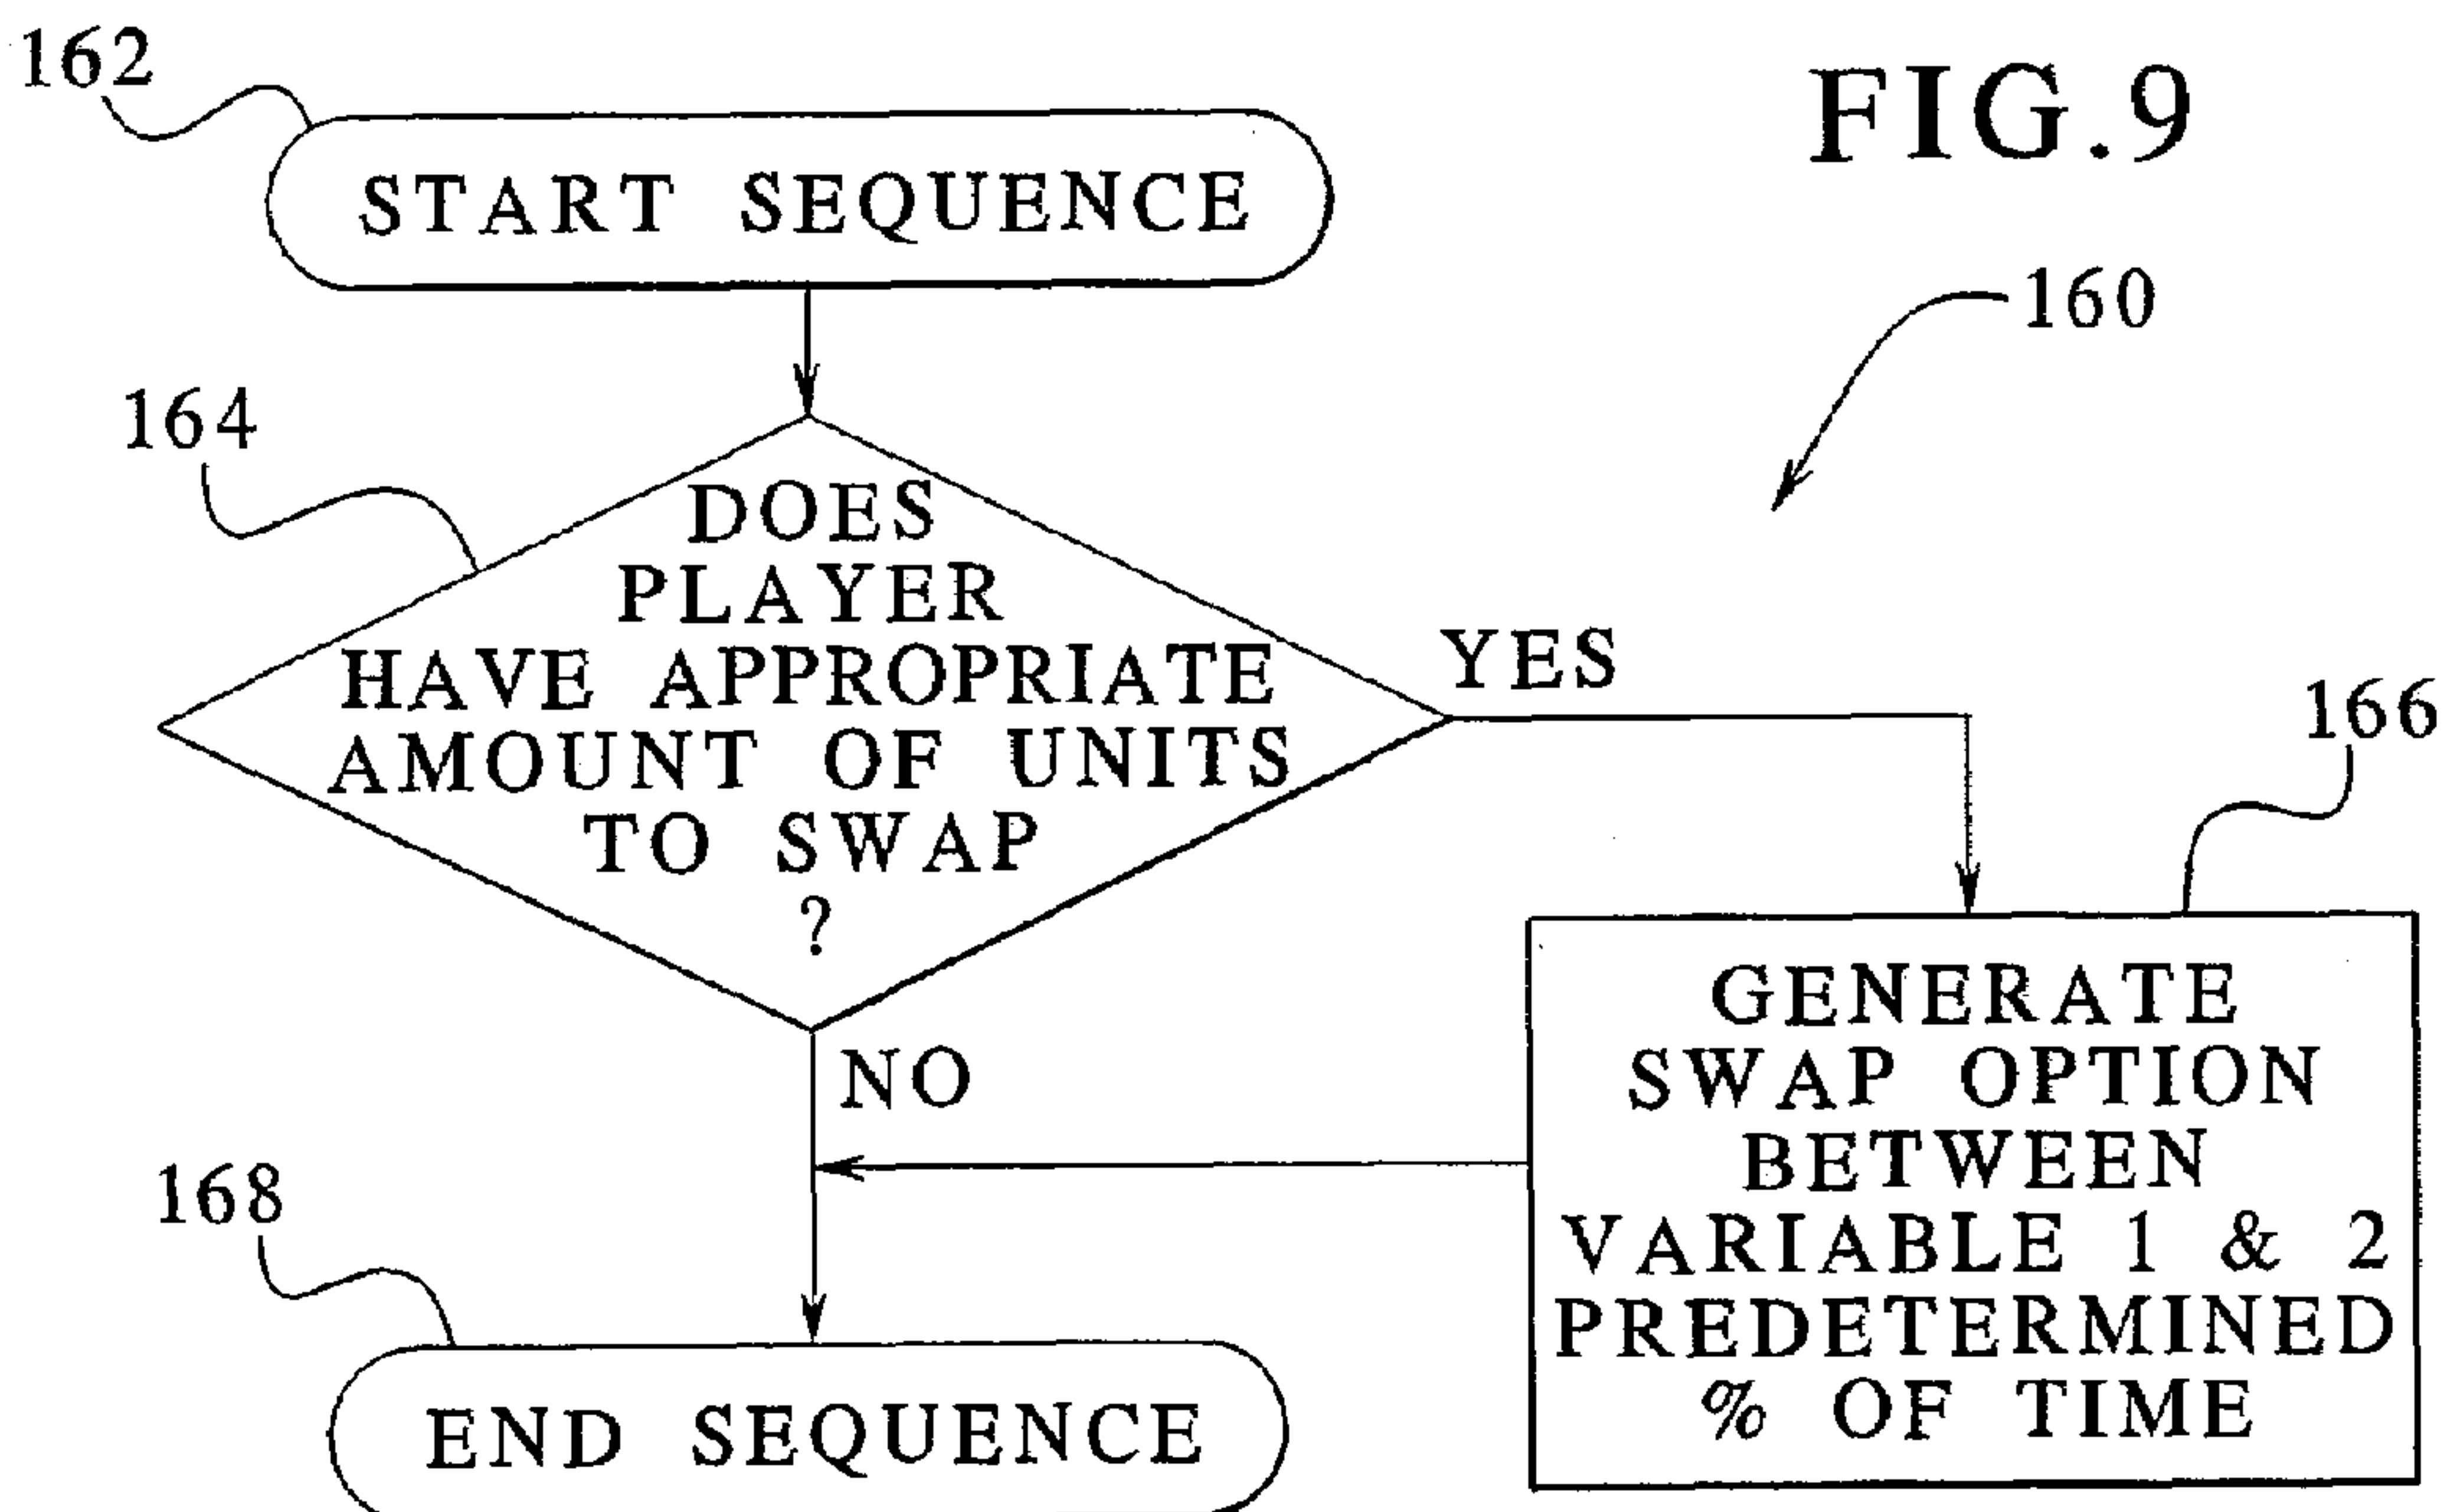 162
FIG.9
START SEQUENCE
160
164
DOES
PLAYER
HAVE APPROPRIATE
AMOUNT OF UNITS
TO SWAP
?
YES
166
GENERATE
SWAP OPTION
BETWEEN
VARIABLE 1 & 2
PREDETERMINED
% OF TIME
NO
168
END SEQUENCE